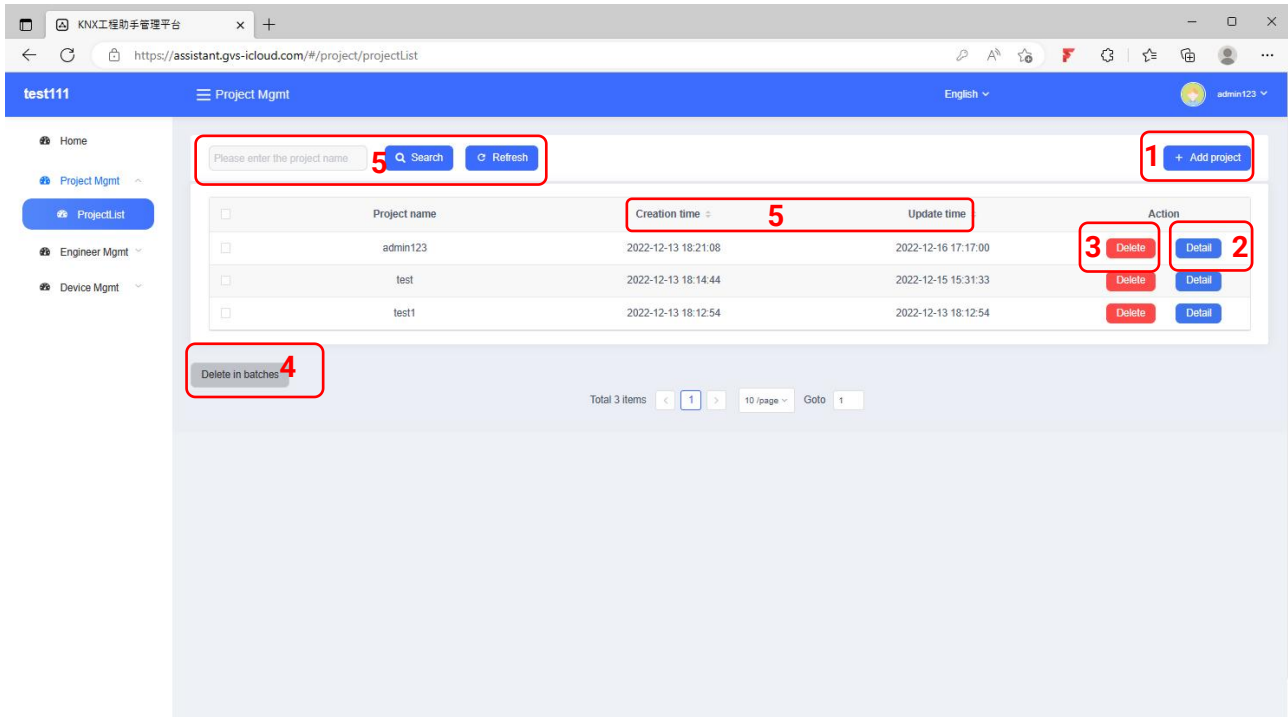 KNX工程助手管理平台
https://assistant.gvs-icloud.com/#/project/projectList
test111 Project Mgmt English admin123
Home
Please enter the project name 5 Search Refresh 1 + Add project
Project Mgmt
ProjectList
Project name Creation time 5 Update time Action
admin123 2022-12-13 18:21:08 2022-12-16 17:17:00 3 Delete Detail 2
Engineer Mgmt
test 2022-12-13 18:14:44 2022-12-15 15:31:33 Delete Detail
Device Mgmt
test1 2022-12-13 18:12:54 2022-12-13 18:12:54 Delete Detail
Delete in batches 4
Total 3 items < 1 > 10 /page Goto 1